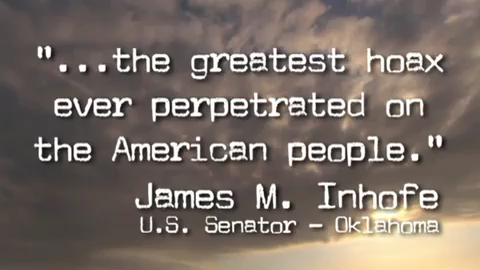 "...the greatest hoax
ever perpetrated on
the American people."
James M. Inhofe
U.S. Senator – Oklahoma